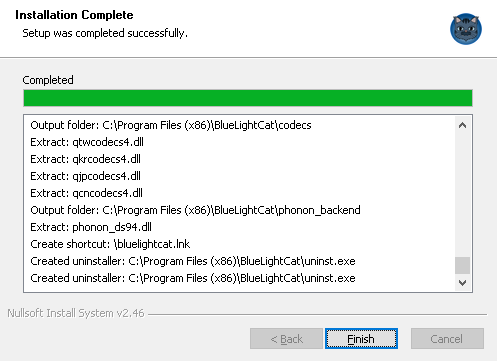 Installation Complete
Setup was completed successfully.
Completed
Output folder: C:\Program Files (x86)\BlueLightCat\codecs
Extract: qtwcodecs4.dll
Extract: qkrcodecs4.dll
Extract: qjpcodecs4.dll
Extract: qcncodecs4.dll
Output folder: C:\Program Files (x86)\BlueLightCat\phonon_backend
Extract: phonon_ds94.dll
Create shortcut: \bluelightcat.lnk
Created uninstaller: C:\Program Files (x86)\BlueLightCat\uninst.exe
Created uninstaller: C:\Program Files (x86)\BlueLightCat\uninst.exe
Nullsoft Install System v2.46
< Back
Finish
Cancel